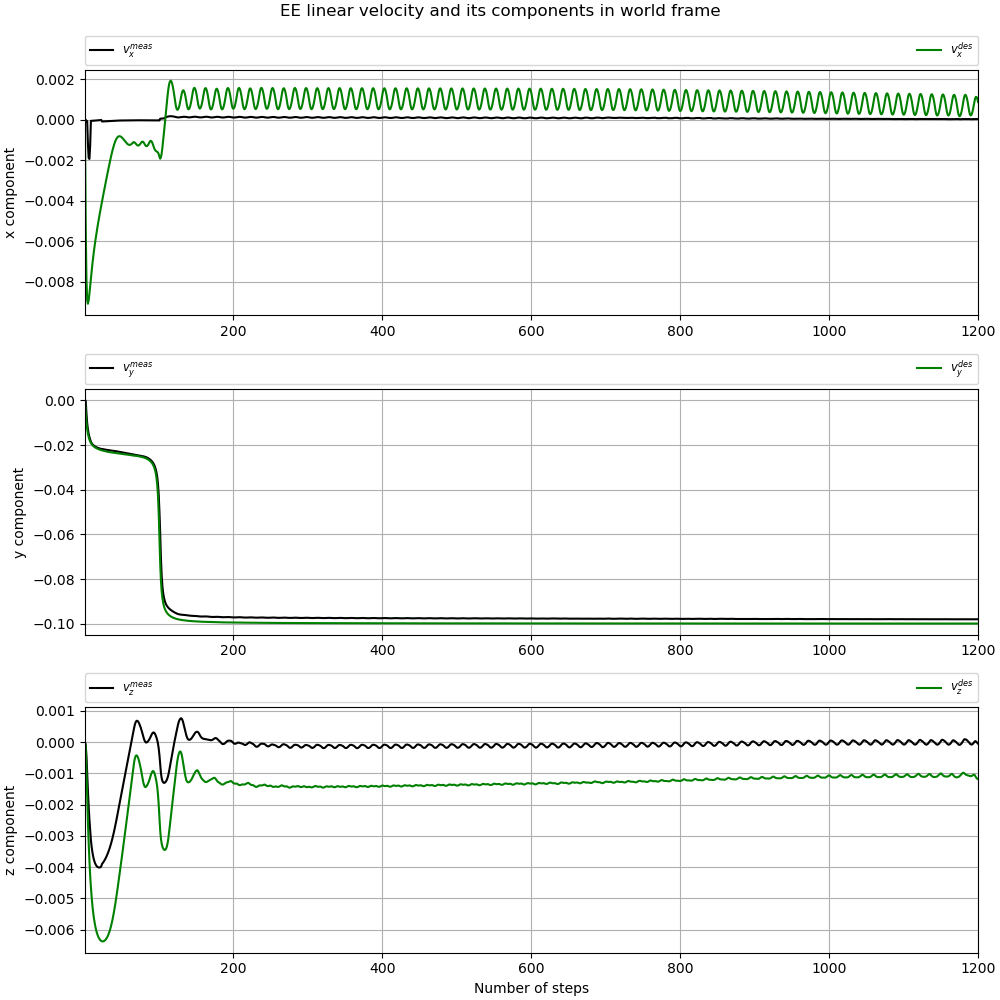 EE linear velocity and its components in world frame
v_x^{meas} v_x^{des}
0.002
0.000
−0.002
−0.004
−0.006
−0.008
x component
200 400 600 800 1000 1200
v_y^{meas} v_y^{des}
0.00
−0.02
−0.04
−0.06
−0.08
−0.10
y component
200 400 600 800 1000 1200
v_z^{meas} v_z^{des}
0.001
0.000
−0.001
−0.002
−0.003
−0.004
−0.005
−0.006
z component
200 400 600 800 1000 1200
Number of steps